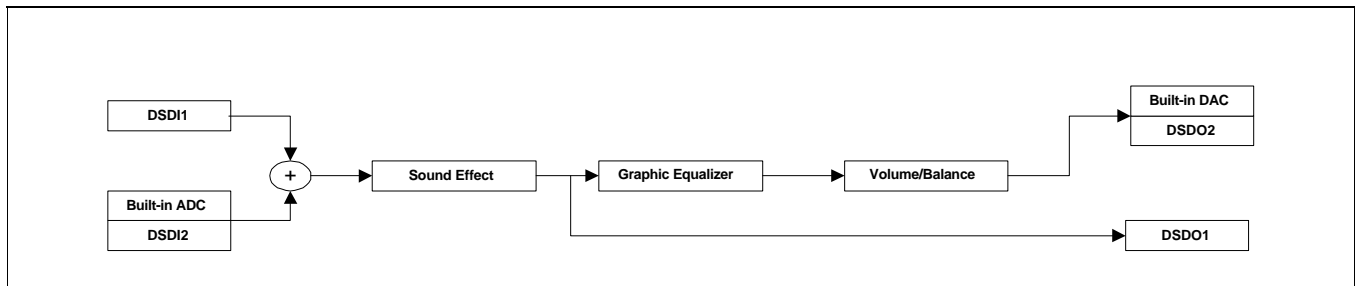 DSDI1
Built-in ADC
DSDI2
+
Sound Effect
Graphic Equalizer
Volume/Balance
Built-in DAC
DSDO2
DSDO1